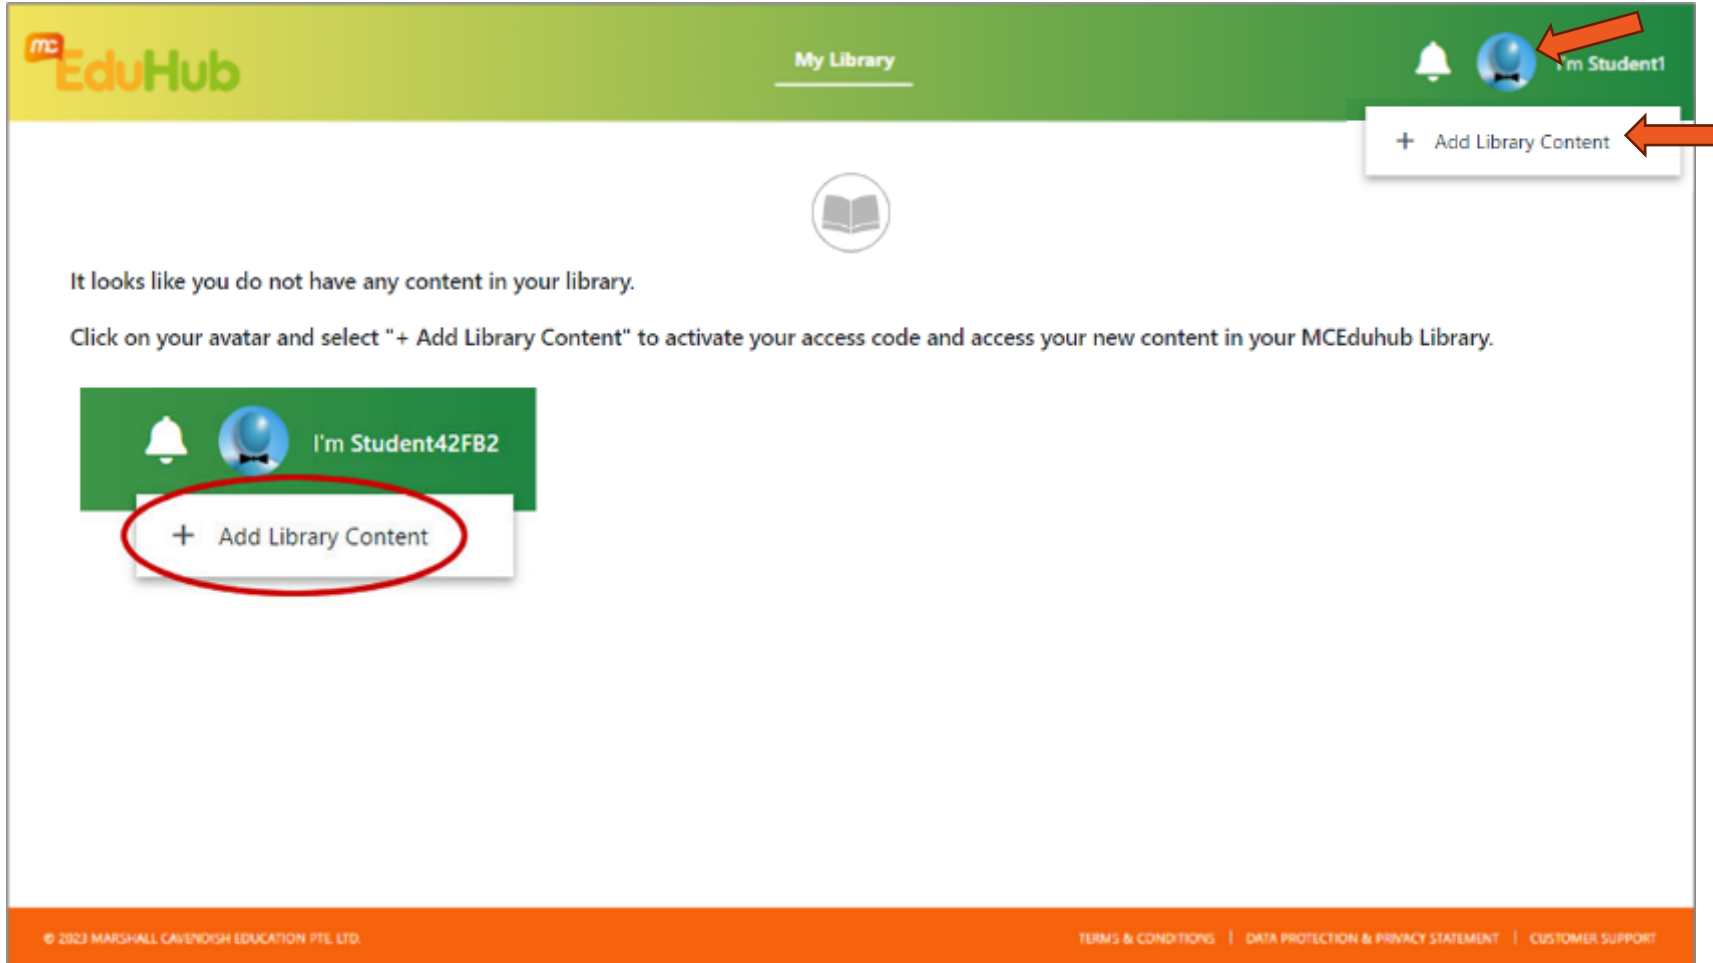 mc
EduHub
My Library
I'm Student1
+ Add Library Content
It looks like you do not have any content in your library.
Click on your avatar and select "+ Add Library Content" to activate your access code and access your new content in your MCEduhub Library.
I'm Student42FB2
+ Add Library Content
© 2023 MARSHALL CAVENDISH EDUCATION PTE. LTD.
TERMS & CONDITIONS | DATA PROTECTION & PRIVACY STATEMENT | CUSTOMER SUPPORT